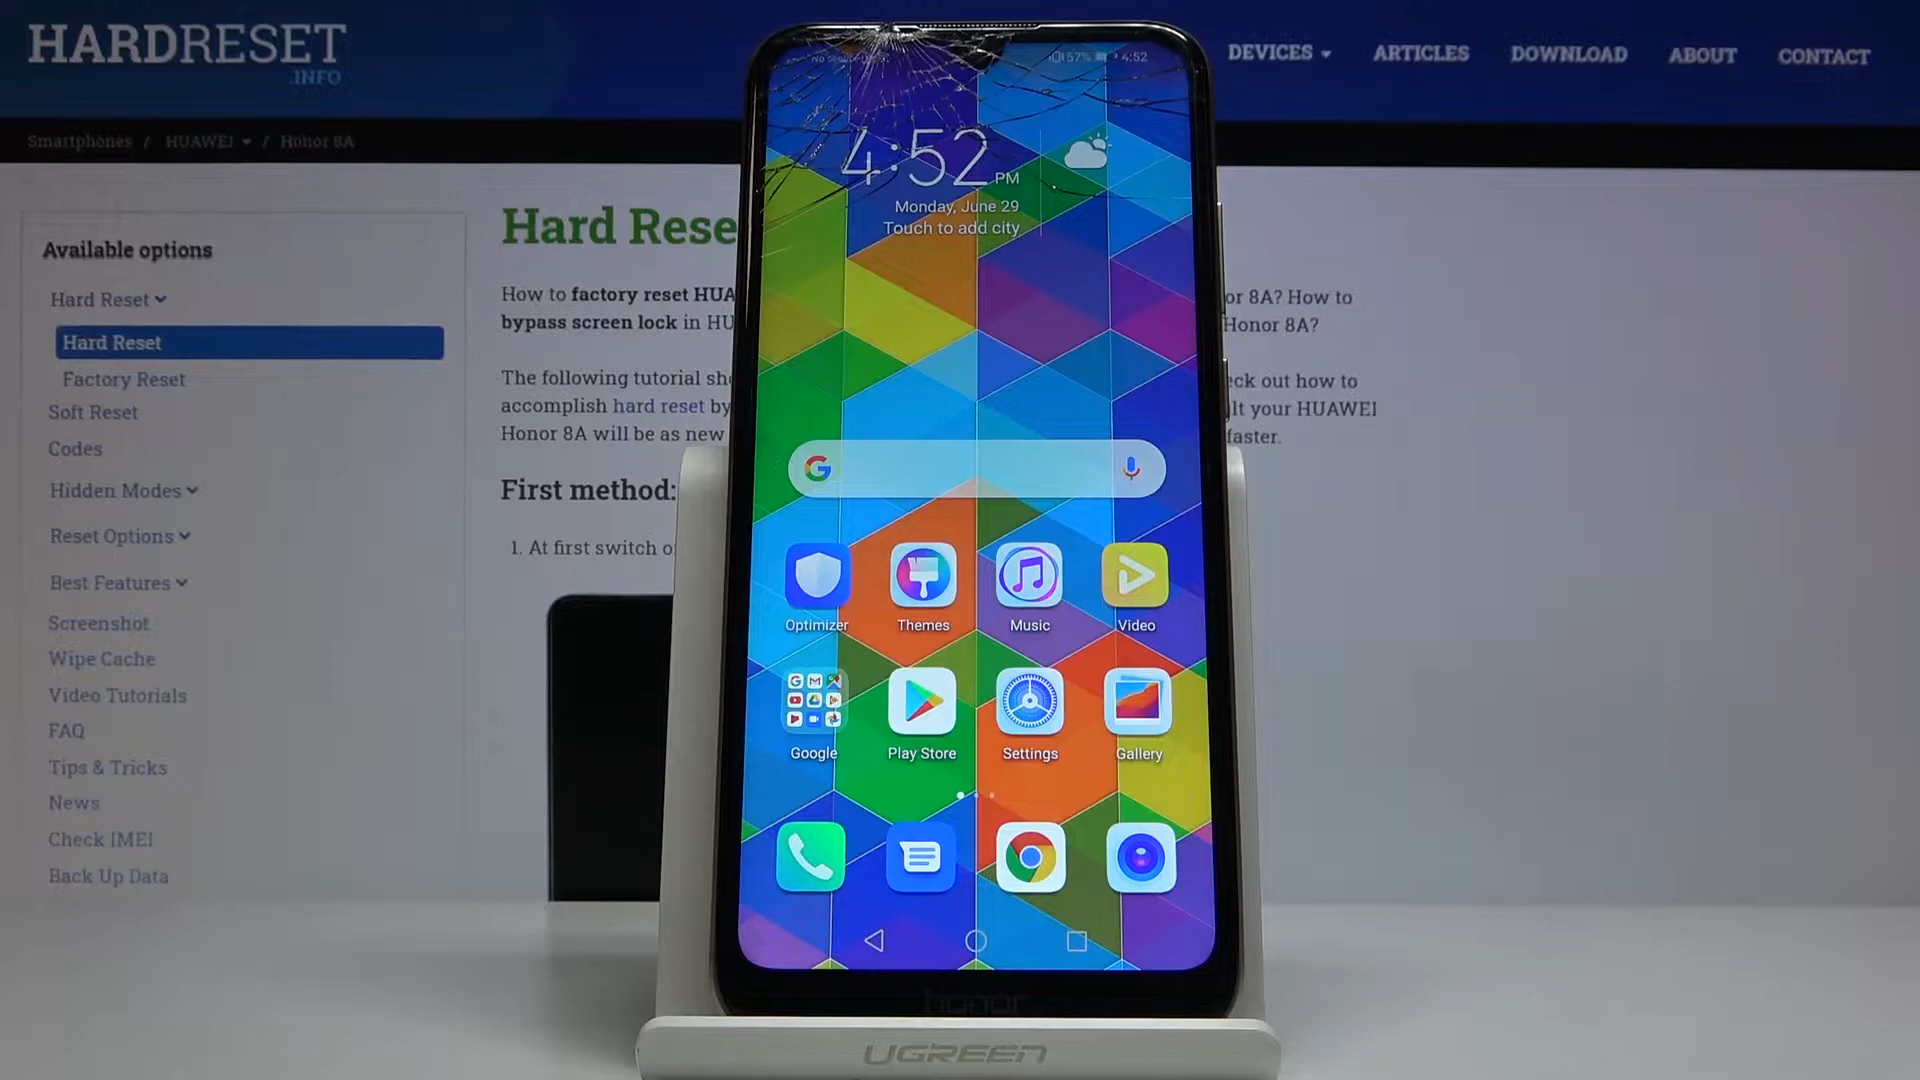 HARDRESET
.INFO
DEVICES
ARTICLES
DOWNLOAD
ABOUT
CONTACT
Smartphones / HUAWEI / Honor 8A
Available options
Hard Reset
Hard Reset
Factory Reset
Soft Reset
Codes
Hidden Modes
Reset Options
Best Features
Screenshot
Wipe Cache
Video Tutorials
FAQ
Tips & Tricks
News
Check IMEI
Back Up Data
Hard Rese
How to factory reset HUA
or 8A? How to
bypass screen lock in HU
Honor 8A?
The following tutorial sh
eck out how to
accomplish hard reset by
lt your HUAWEI
Honor 8A will be as new
faster.
First method:
1. At first switch o
57% 4:52
4:52 PM
Monday, June 29
Touch to add city
Optimizer
Themes
Music
Video
Google
Play Store
Settings
Gallery
honor
UGREEN